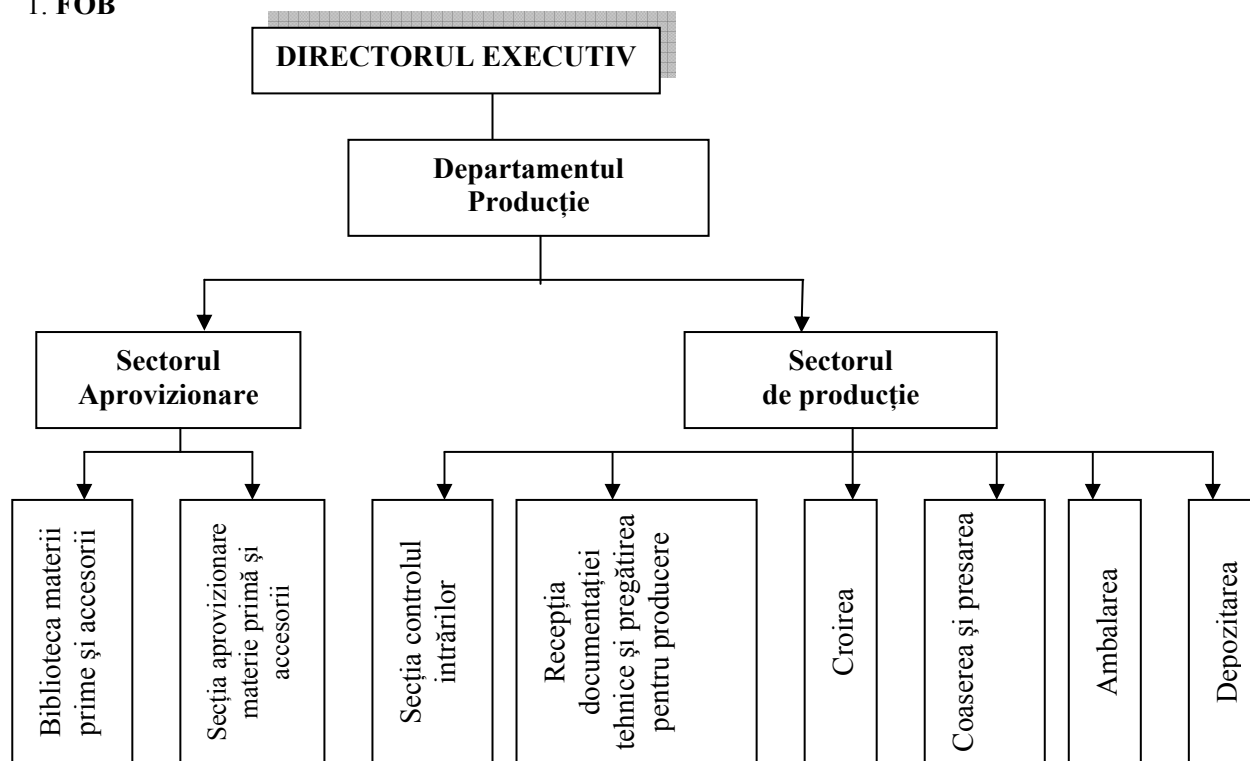 1. FOB
DIRECTORUL EXECUTIV
Departamentul
Producție
Sectorul
Aprovizionare
Sectorul
de producție
Biblioteca materii
prime și accesorii
Secția aprovizionare
materie primă și
accesorii
Secția controlul
intrărilor
Recepția
documentației
tehnice și pregătirea
pentru producere
Croirea
Coaserea și presarea
Ambalarea
Depozitarea